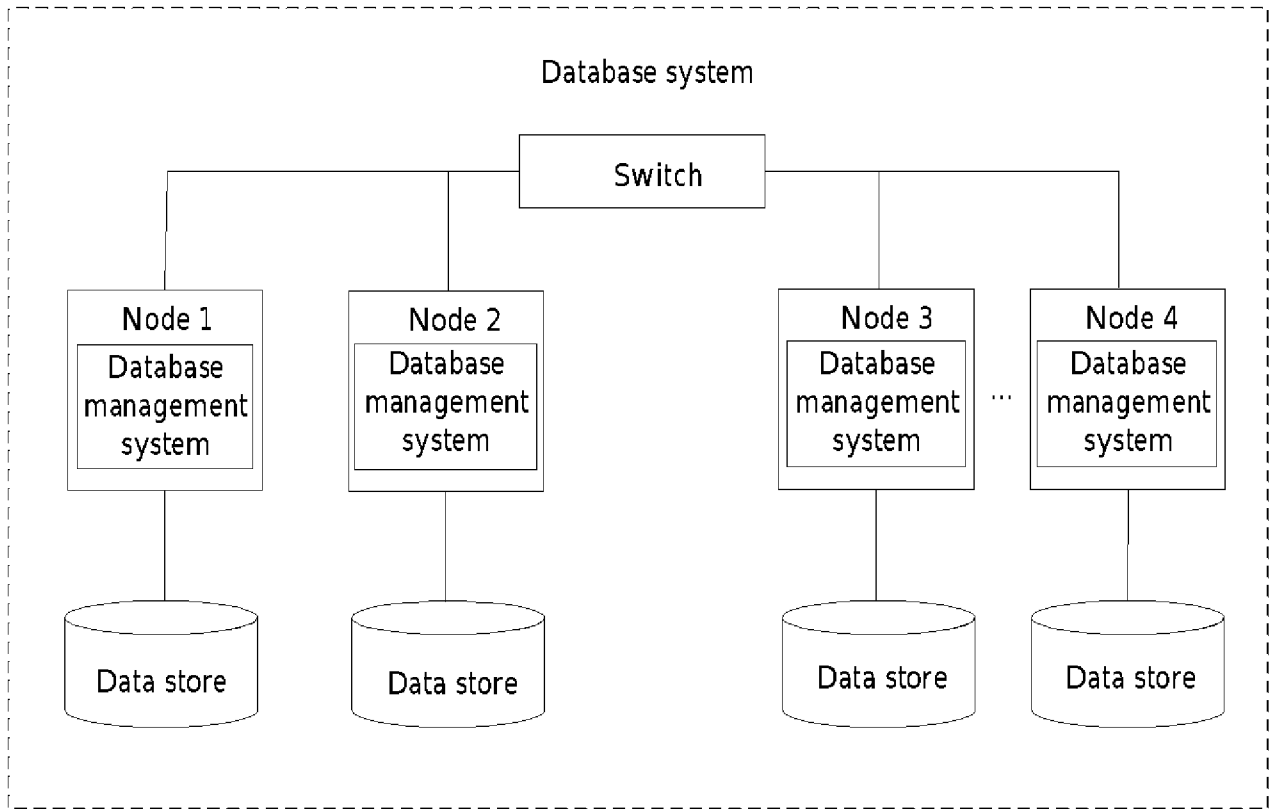 Database system
Switch
Node 1
Database
management
system
Node 2
Database
management
system
Node 3
Database
management
system
...
Node 4
Database
management
system
Data store
Data store
Data store
Data store